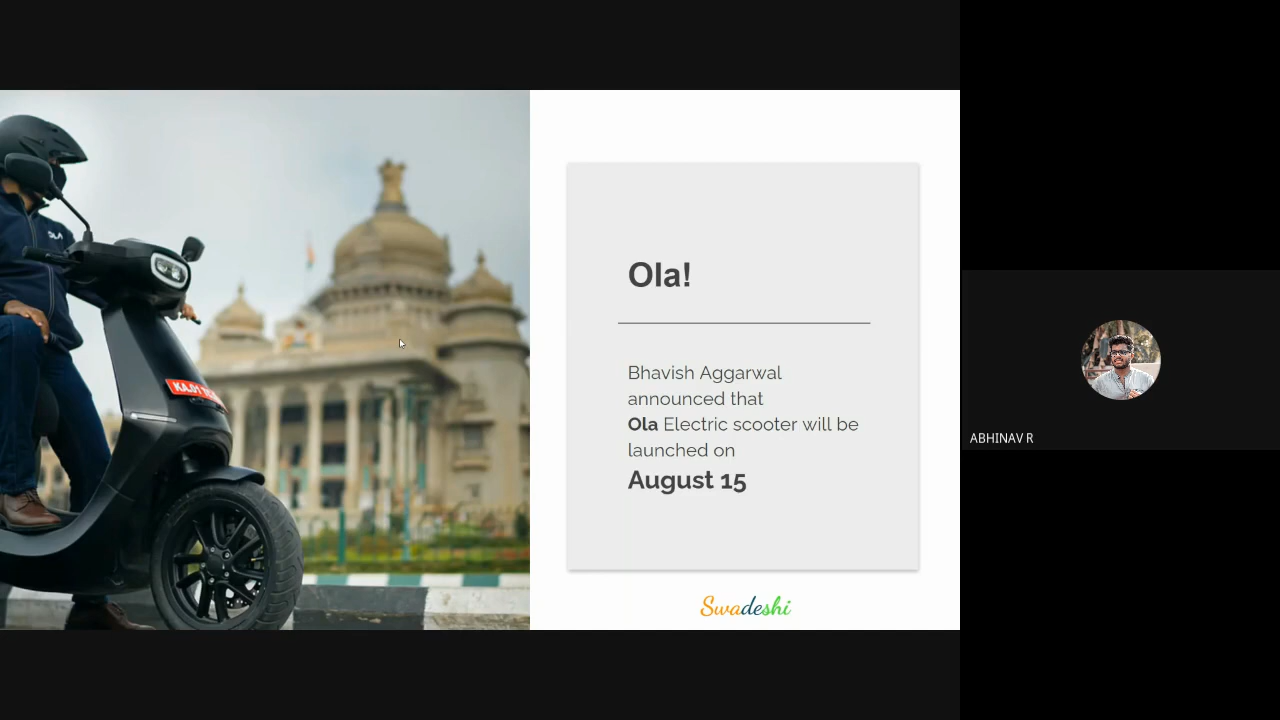 Ola!
Bhavish Aggarwal
announced that
Ola Electric scooter will be
launched on
August 15
Swadeshi
ABHINAV R